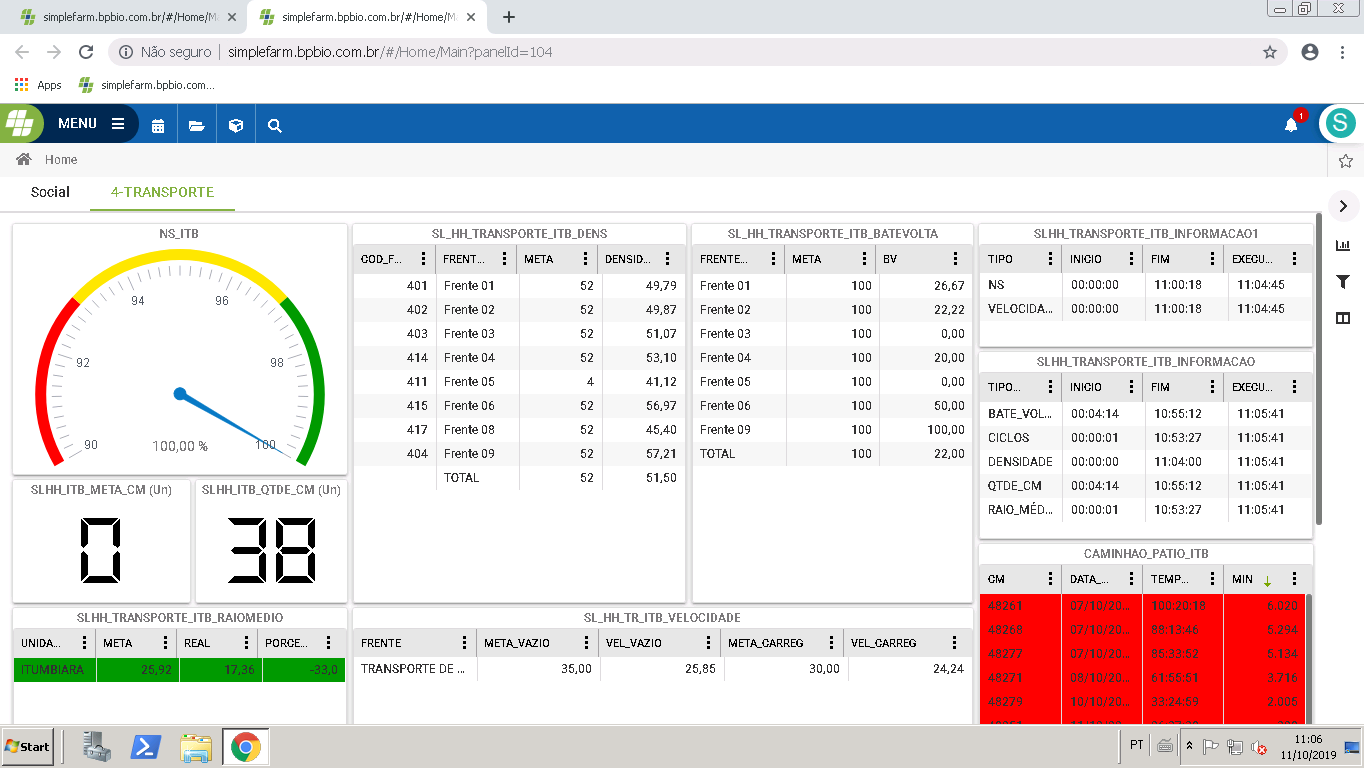 simplefarm.bpbio.com.br/#/Home/M
simplefarm.bpbio.com.br/#/Home/M
Não seguro
simplefarm.bpbio.com.br/#/Home/Main?panelId=104
Apps
simplefarm.bpbio.com...
MENU
1
S
Home
Social
4-TRANSPORTE
NS_ITB
90
92
94
96
98
100
100,00 %
SLHH_ITB_META_CM (Un)
0
SLHH_ITB_QTDE_CM (Un)
38
SLHH_TRANSPORTE_ITB_RAIOMEDIO
UNIDA... META REAL PORCE...
ITUMBIARA 25,92 17,36 -33,0
SL_HH_TRANSPORTE_ITB_DENS
COD_F... FRENT... META DENSID...
401 Frente 01 52 49,79
402 Frente 02 52 49,87
403 Frente 03 52 51,07
414 Frente 04 52 53,10
411 Frente 05 4 41,12
415 Frente 06 52 56,97
417 Frente 08 52 45,40
404 Frente 09 52 57,21
TOTAL 52 51,50
SL_HH_TRANSPORTE_ITB_BATEVOLTA
FRENTE... META BV
Frente 01 100 26,67
Frente 02 100 22,22
Frente 03 100 0,00
Frente 04 100 20,00
Frente 05 100 0,00
Frente 06 100 50,00
Frente 09 100 100,00
TOTAL 100 22,00
SL_HH_TR_ITB_VELOCIDADE
FRENTE META_VAZIO VEL_VAZIO META_CARREG VEL_CARREG
TRANSPORTE DE ... 35,00 25,85 30,00 24,24
SLHH_TRANSPORTE_ITB_INFORMACAO1
TIPO INICIO FIM EXECU...
NS 00:00:00 11:00:18 11:04:45
VELOCIDA... 00:00:00 11:00:18 11:04:45
SLHH_TRANSPORTE_ITB_INFORMACAO
TIPO... INICIO FIM EXECU...
BATE_VOL... 00:04:14 10:55:12 11:05:41
CICLOS 00:00:01 10:53:27 11:05:41
DENSIDADE 00:00:00 11:04:00 11:05:41
QTDE_CM 00:04:14 10:55:12 11:05:41
RAIO_MÉD... 00:00:01 10:53:27 11:05:41
CAMINHAO_PATIO_ITB
CM DATA_... TEMP... MIN
48261 07/10/20... 100:20:18 6.020
48268 07/10/20... 88:13:46 5.294
48277 07/10/20... 85:33:52 5.134
48271 08/10/20... 61:55:51 3.716
48279 10/10/20... 33:24:59 2.005
Start
PT
11:06
11/10/2019